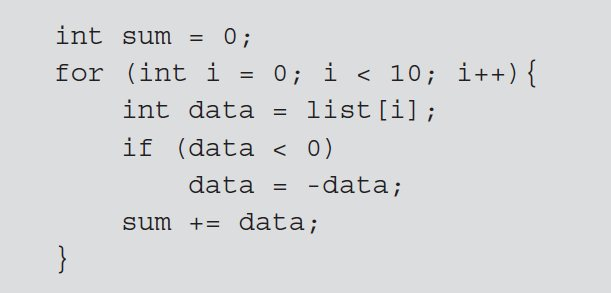 int sum = 0;
for (int i = 0; i < 10; i++){
    int data = list[i];
    if (data < 0)
        data = -data;
    sum += data;
}